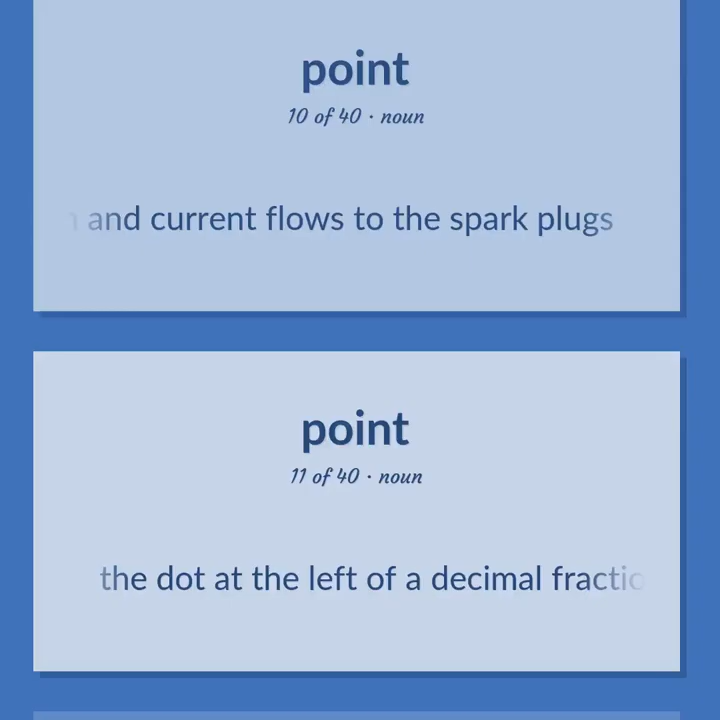 point
10 of 40 · noun
and current flows to the spark plugs
point
11 of 40 · noun
the dot at the left of a decimal fractio